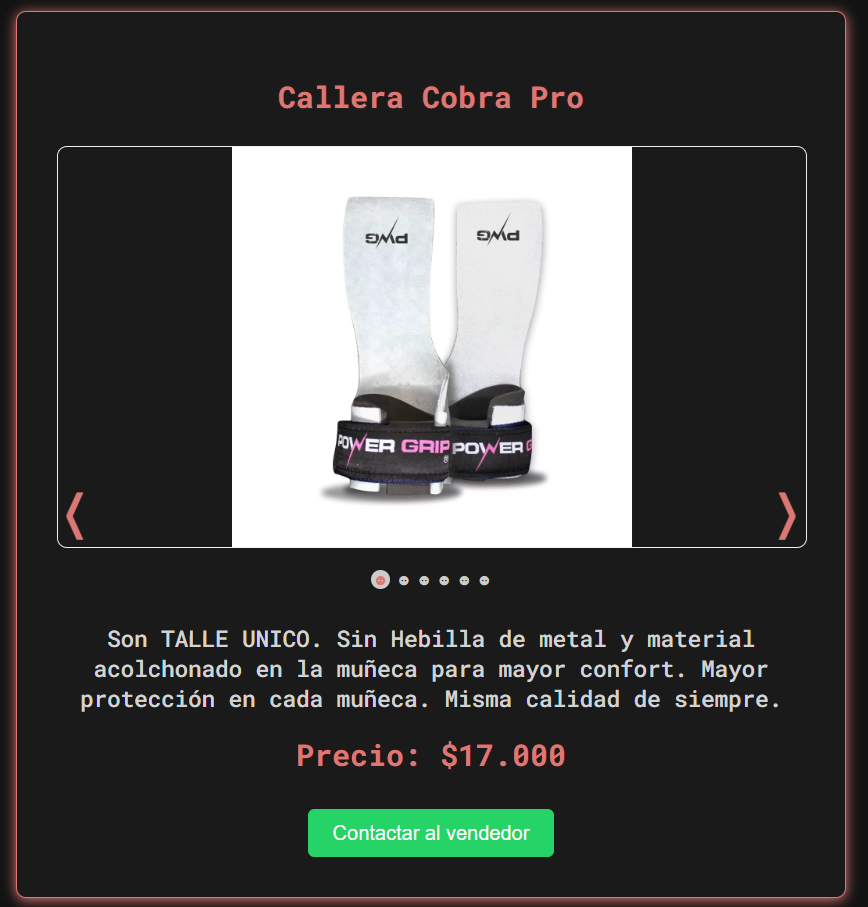 Callera Cobra Pro
PWG PWG
POWER GRIP POWER G
Son TALLE UNICO. Sin Hebilla de metal y material
acolchonado en la muñeca para mayor confort. Mayor
protección en cada muñeca. Misma calidad de siempre.
Precio: $17.000
Contactar al vendedor